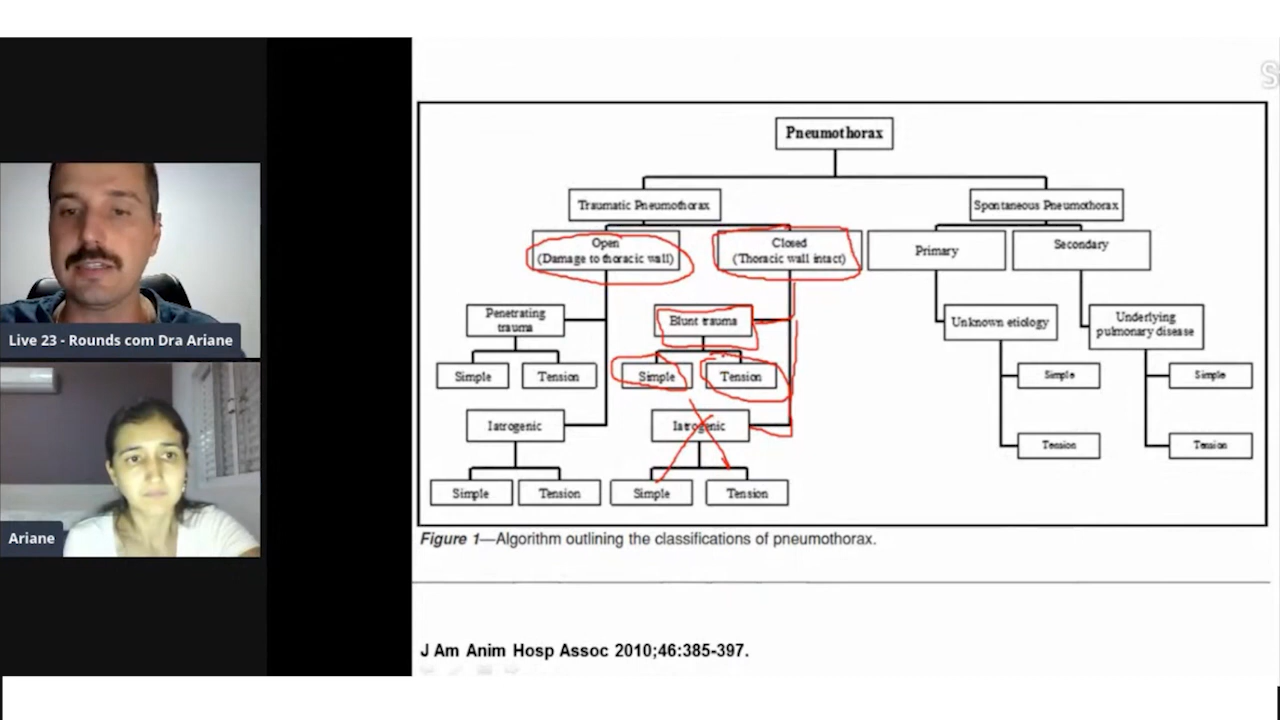 Live 23 - Rounds com Dra Ariane
Ariane
S
Pneumothorax
Traumatic Pneumothorax
Spontaneous Pneumothorax
Open
(Damage to thoracic wall)
Closed
(Thoracic wall intact)
Primary
Secondary
Penetrating
trauma
Blunt trauma
Unknown etiology
Underlying
pulmonary disease
Simple
Tension
Simple
Tension
Simple
Simple
Iatrogenic
Iatrogenic
Tension
Tension
Simple
Tension
Simple
Tension
Figure 1—Algorithm outlining the classifications of pneumothorax.
J Am Anim Hosp Assoc 2010;46:385-397.